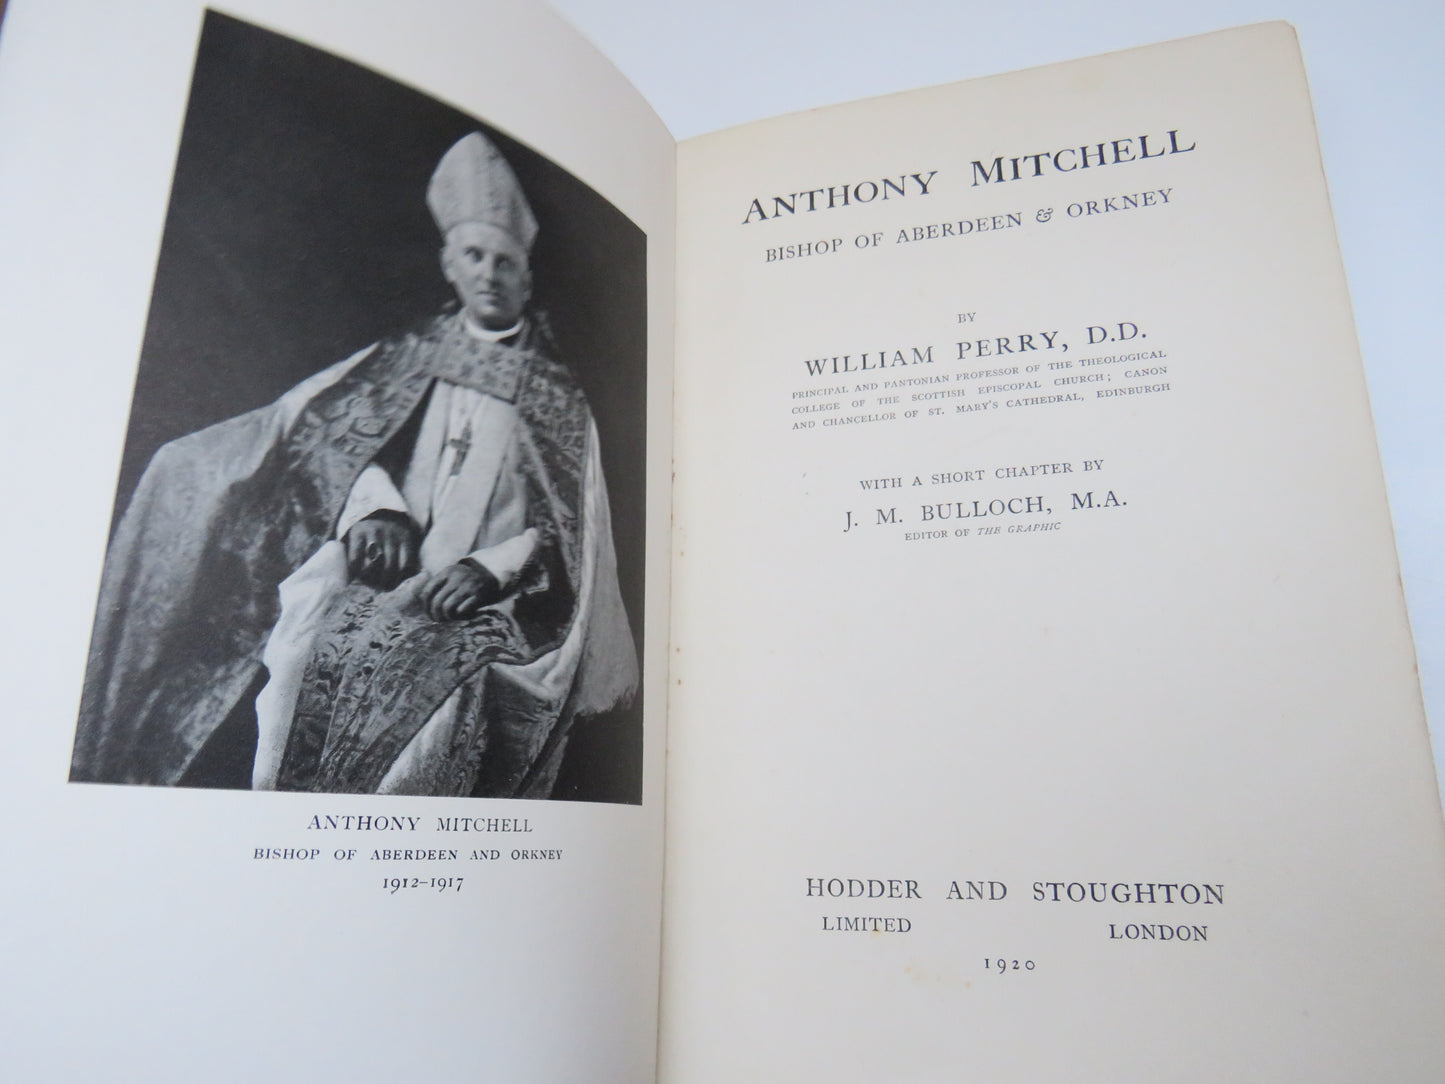 ANTHONY MITCHELL
BISHOP OF ABERDEEN AND ORKNEY
1912–1917
ANTHONY MITCHELL
BISHOP OF ABERDEEN & ORKNEY
BY
WILLIAM PERRY, D.D.
PRINCIPAL AND PANTONIAN PROFESSOR OF THE THEOLOGICAL
COLLEGE OF THE SCOTTISH EPISCOPAL CHURCH; CANON
AND CHANCELLOR OF ST. MARY'S CATHEDRAL, EDINBURGH
WITH A SHORT CHAPTER BY
J. M. BULLOCH, M.A.
EDITOR OF THE GRAPHIC
HODDER AND STOUGHTON
LIMITED LONDON
1920